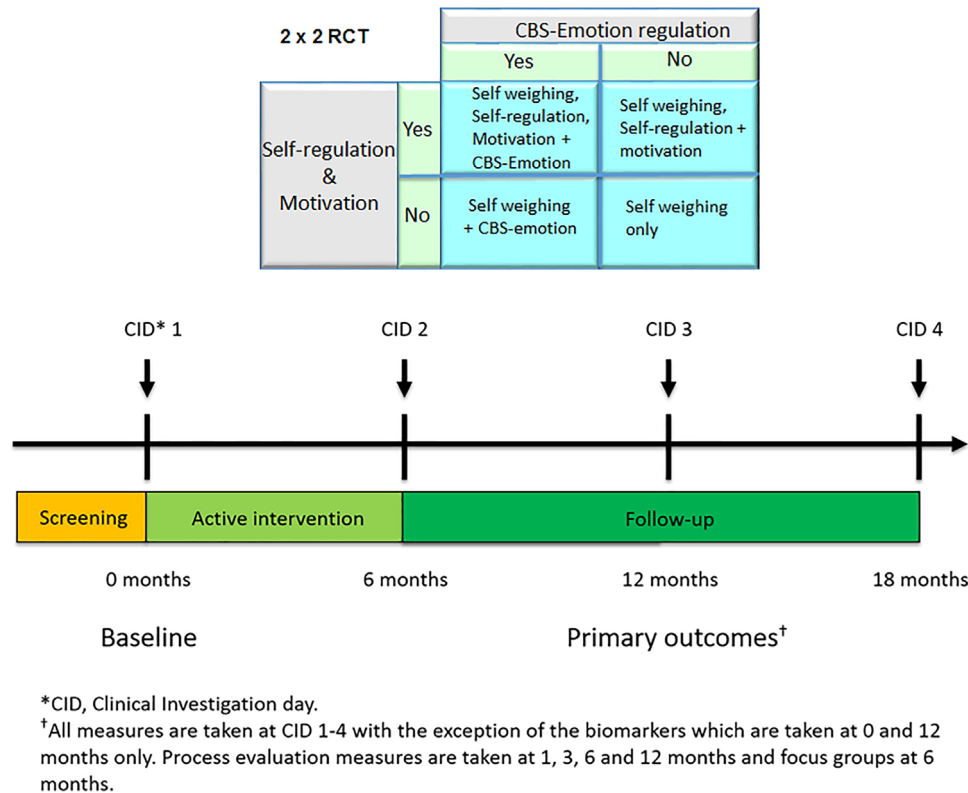 2 x 2 RCT
CBS-Emotion regulation
Yes
No
Self-regulation
&
Motivation
Yes
Self weighing,
Self-regulation,
Motivation +
CBS-Emotion
Self weighing,
Self-regulation +
motivation
No
Self weighing
+ CBS-emotion
Self weighing
only
CID* 1
CID 2
CID 3
CID 4
Screening
Active intervention
Follow-up
0 months
6 months
12 months
18 months
Baseline
Primary outcomes†
*CID, Clinical Investigation day.
†All measures are taken at CID 1-4 with the exception of the biomarkers which are taken at 0 and 12
months only. Process evaluation measures are taken at 1, 3, 6 and 12 months and focus groups at 6
months.